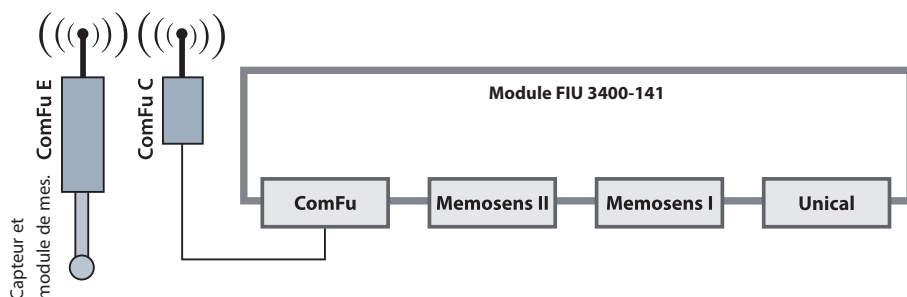 Capteur et
module de mes.
ComFu E
ComFu C
Module FIU 3400-141
ComFu
Memosens II
Memosens I
Unical